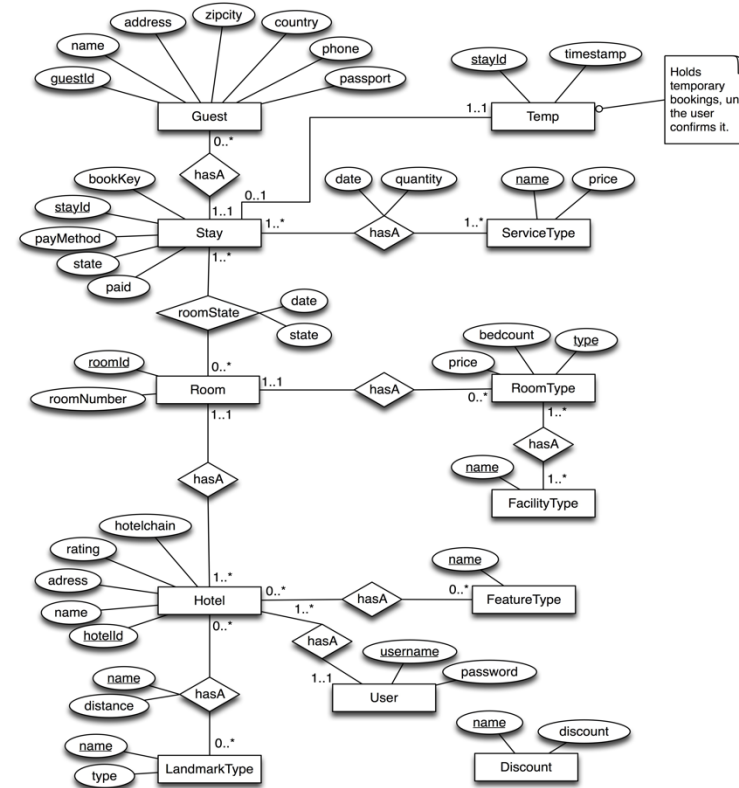 zipcity
address
country
name
phone
guestId
passport
Guest
stayId
timestamp
1..1
Temp
Holds
temporary
bookings, un
the user
confirms it.
0..*
hasA
bookKey
0..1
date
quantity
name
price
stayId
1..1
payMethod
Stay
1..*
hasA
1..*
ServiceType
state
1..*
paid
roomState
date
state
bedcount
type
roomId
0..*
price
Room
1..1
hasA
RoomType
roomNumber
1..1
0..*
1..*
hasA
hasA
name
1..*
FacilityType
hotelchain
rating
name
adress
1..*
Hotel
0..*
hasA
0..*
FeatureType
name
0..*
1..*
hotelId
hasA
username
name
1..1
password
distance
hasA
User
name
discount
name
0..*
LandmarkType
Discount
type